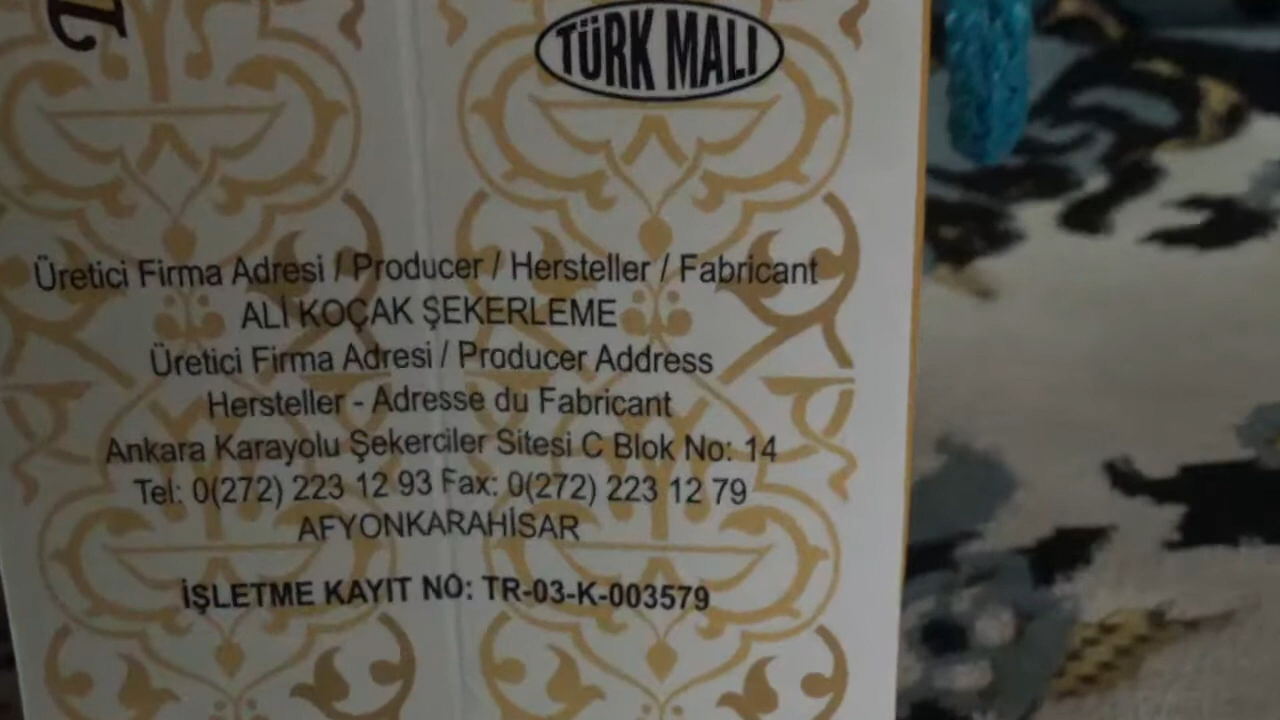 TÜRK MALI
Üretici Firma Adresi / Producer / Hersteller / Fabricant
ALİ KOÇAK ŞEKERLEME
Üretici Firma Adresi / Producer Address
Hersteller - Adresse du Fabricant
Ankara Karayolu Şekerciler Sitesi C Blok No: 14
Tel: 0(272) 223 12 93 Fax: 0(272) 223 12 79
AFYONKARAHİSAR
İŞLETME KAYIT NO: TR-03-K-003579